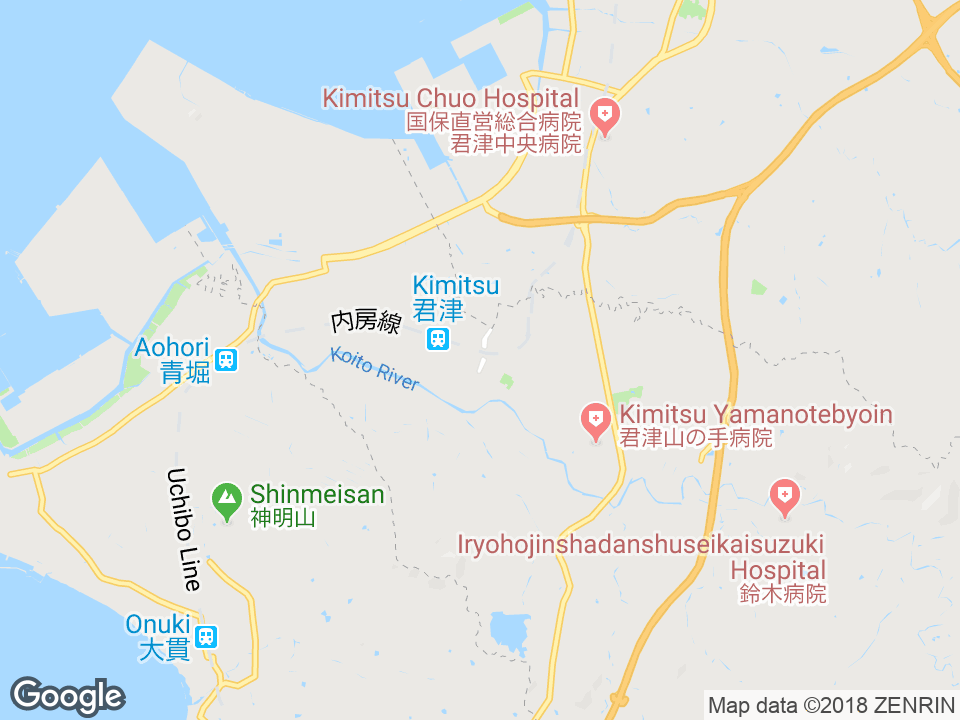 Kimitsu Chuo Hospital
国保直営総合病院
君津中央病院
Kimitsu
君津
内房線
Aohori
青堀
Koito River
Kimitsu Yamanotebyoin
君津山の手病院
Uchibo Line
Shinmeisan
神明山
Iryohojinshadanshuseikaisuzuki
Hospital
鈴木病院
Onuki
大貫
Google
Map data ©2018 ZENRIN